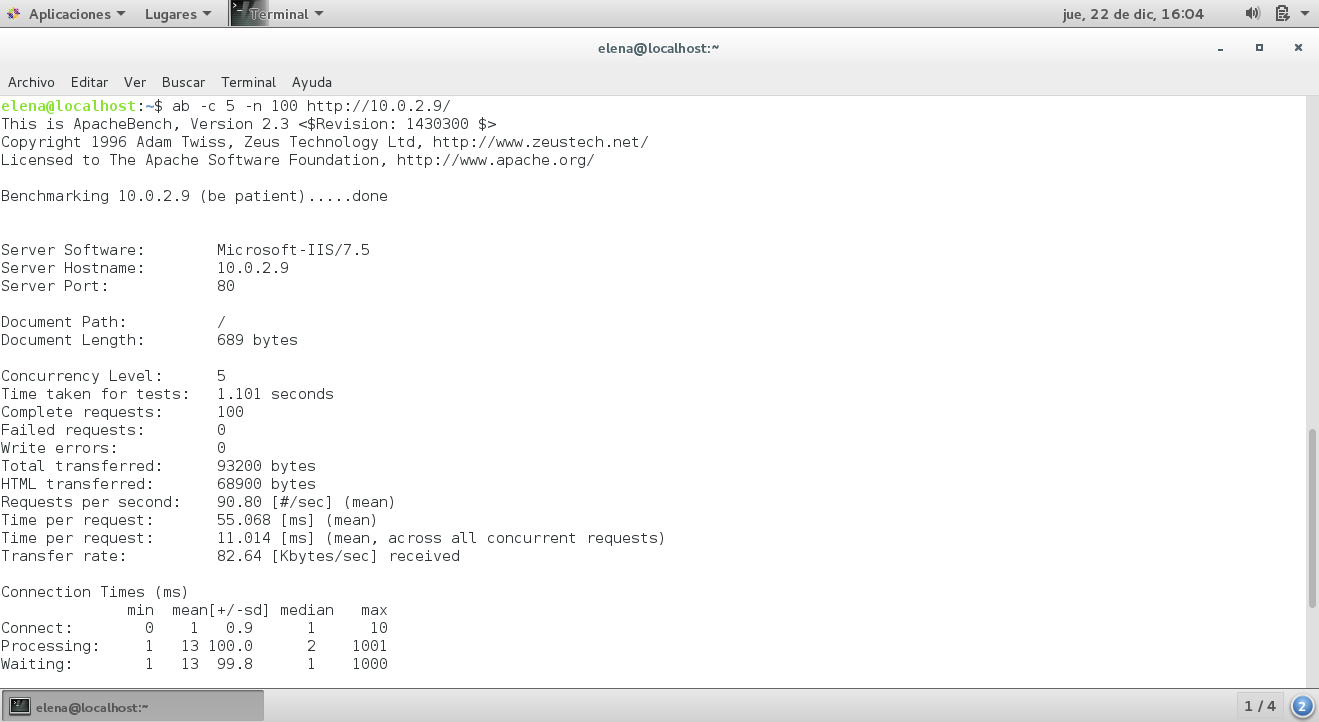 Aplicaciones Lugares Terminal jue, 22 de dic, 16:04
elena@localhost:~
Archivo Editar Ver Buscar Terminal Ayuda
elena@localhost:~$ ab -c 5 -n 100 http://10.0.2.9/
This is ApacheBench, Version 2.3 <$Revision: 1430300 $>
Copyright 1996 Adam Twiss, Zeus Technology Ltd, http://www.zeustech.net/
Licensed to The Apache Software Foundation, http://www.apache.org/
Benchmarking 10.0.2.9 (be patient).....done
Server Software:        Microsoft-IIS/7.5
Server Hostname:        10.0.2.9
Server Port:            80
Document Path:          /
Document Length:        689 bytes
Concurrency Level:      5
Time taken for tests:   1.101 seconds
Complete requests:      100
Failed requests:        0
Write errors:           0
Total transferred:      93200 bytes
HTML transferred:       68900 bytes
Requests per second:    90.80 [#/sec] (mean)
Time per request:       55.068 [ms] (mean)
Time per request:       11.014 [ms] (mean, across all concurrent requests)
Transfer rate:          82.64 [Kbytes/sec] received
Connection Times (ms)
              min  mean[+/-sd] median   max
Connect:        0    1   0.9      1      10
Processing:     1   13 100.0      2    1001
Waiting:        1   13  99.8      1    1000
elena@localhost:~ 1 / 4 2